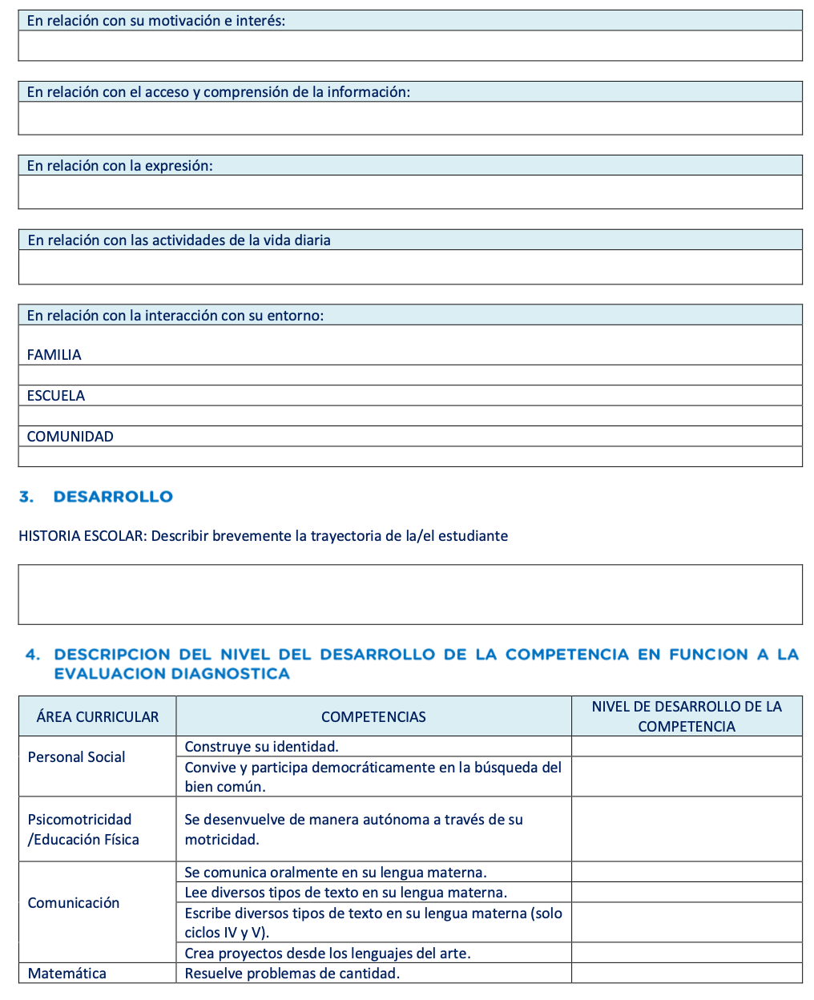 En relación con su motivación e interés:
En relación con el acceso y comprensión de la información:
En relación con la expresión:
En relación con las actividades de la vida diaria
En relación con la interacción con su entorno:
FAMILIA
ESCUELA
COMUNIDAD
3. DESARROLLO
HISTORIA ESCOLAR: Describir brevemente la trayectoria de la/el estudiante
4. DESCRIPCION DEL NIVEL DEL DESARROLLO DE LA COMPETENCIA EN FUNCION A LA
EVALUACION DIAGNOSTICA
ÁREA CURRICULAR
COMPETENCIAS
NIVEL DE DESARROLLO DE LA
COMPETENCIA
Personal Social
Construye su identidad.
Convive y participa democráticamente en la búsqueda del
bien común.
Psicomotricidad
/Educación Física
Se desenvuelve de manera autónoma a través de su
motricidad.
Comunicación
Se comunica oralmente en su lengua materna.
Lee diversos tipos de texto en su lengua materna.
Escribe diversos tipos de texto en su lengua materna (solo
ciclos IV y V).
Crea proyectos desde los lenguajes del arte.
Matemática
Resuelve problemas de cantidad.